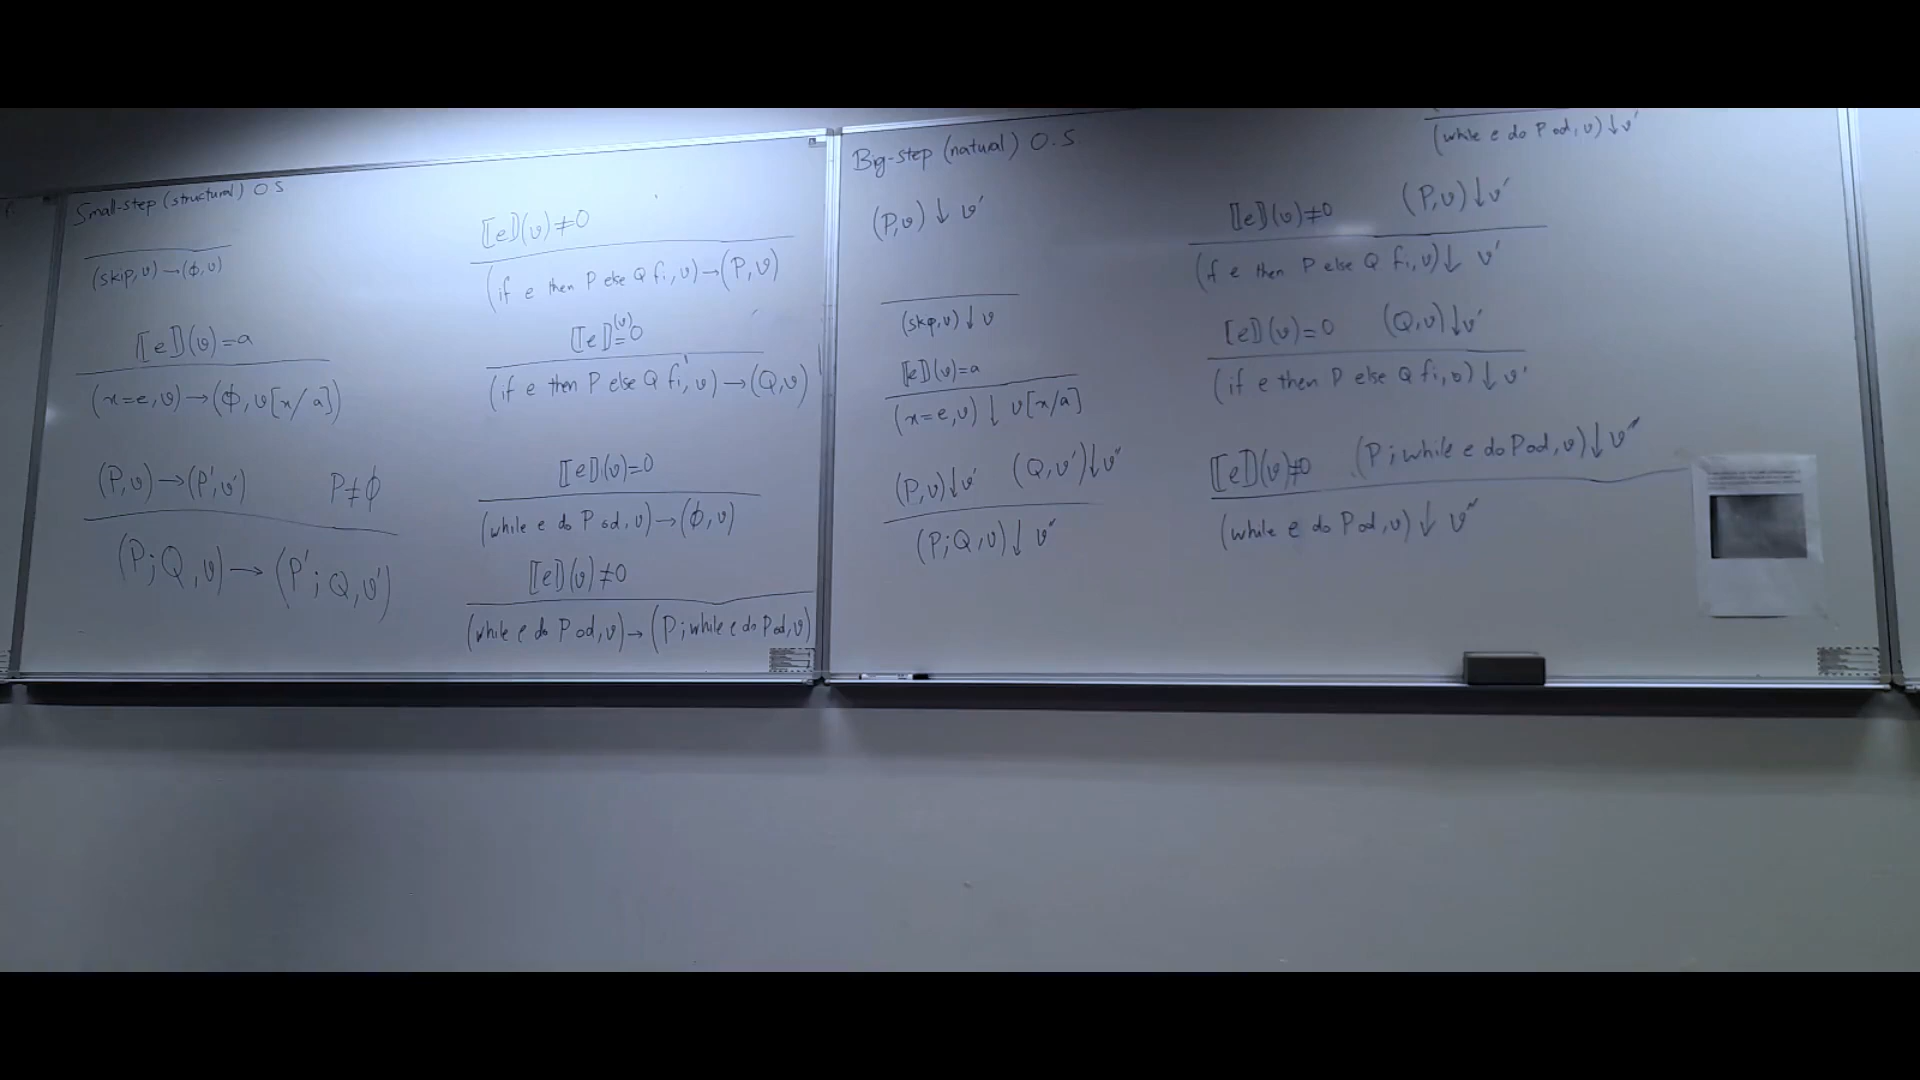 Small-step (structural) O S
(skip, v) → (ϕ, v)
⟦e⟧(v) = a
(x=e, v) → (ϕ, v[x/a])
(P, v) → (P', v') P ≠ ϕ
(P; Q, v) → (P'; Q, v')
⟦e⟧(v) ≠ 0
(if e then P else Q fi, v) → (P, v)
⟦e⟧(v) = 0
(if e then P else Q fi, v) → (Q, v)
⟦e⟧(v) = 0
(while e do P od, v) → (ϕ, v)
⟦e⟧(v) ≠ 0
(while e do P od, v) → (P; while e do P od, v)
Big-step (natural) O.S
(P, v) ↓ v'
(skip, v) ↓ v
⟦e⟧(v) = a
(x=e, v) ↓ v[x/a]
(P, v) ↓ v' (Q, v') ↓ v''
(P; Q, v) ↓ v''
(while e do P od, v) ↓ v'
⟦e⟧(v) ≠ 0 (P, v) ↓ v'
(if e then P else Q fi, v) ↓ v'
⟦e⟧(v) = 0 (Q, v) ↓ v'
(if e then P else Q fi, v) ↓ v'
⟦e⟧(v) ≠ 0 (P; while e do P od, v) ↓ v''
(while e do P od, v) ↓ v''